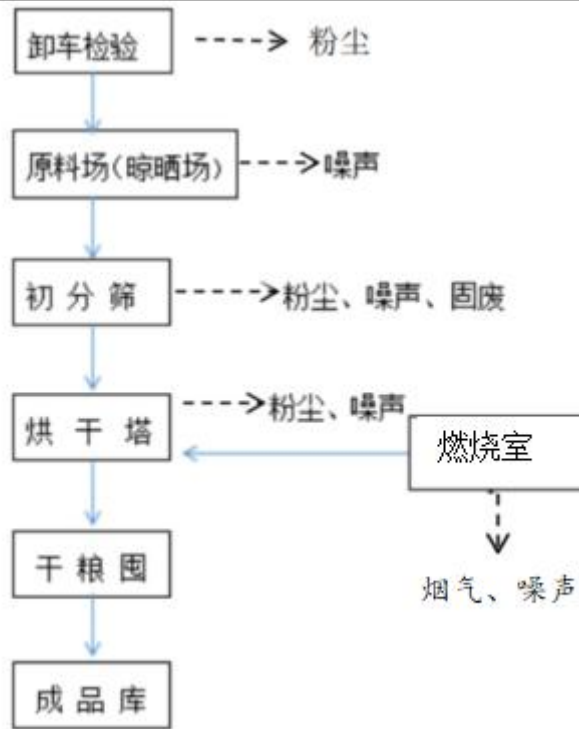 卸车检验
粉尘
原料场(晾晒场)
噪声
初分筛
粉尘、噪声、固废
烘干塔
粉尘、噪声
燃烧室
干粮囤
烟气、噪声
成品库